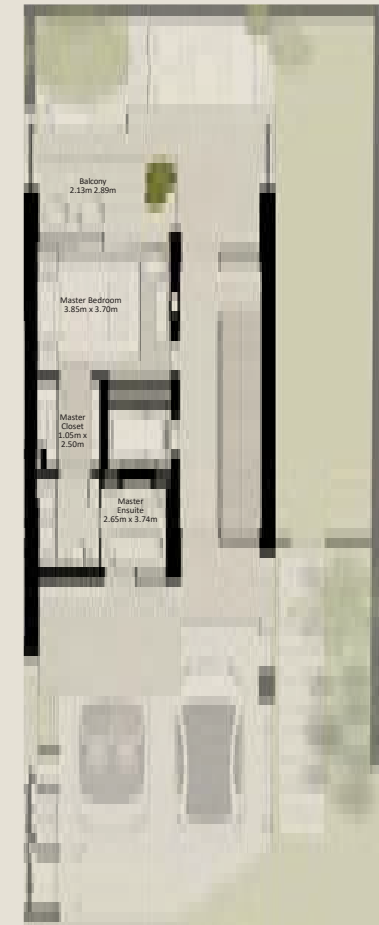 Balcony
2.13m 2.89m
Master Bedroom
3.85m x 3.70m
Master
Closet
1.05m x
2.50m
Master
Ensuite
2.65m x 3.74m